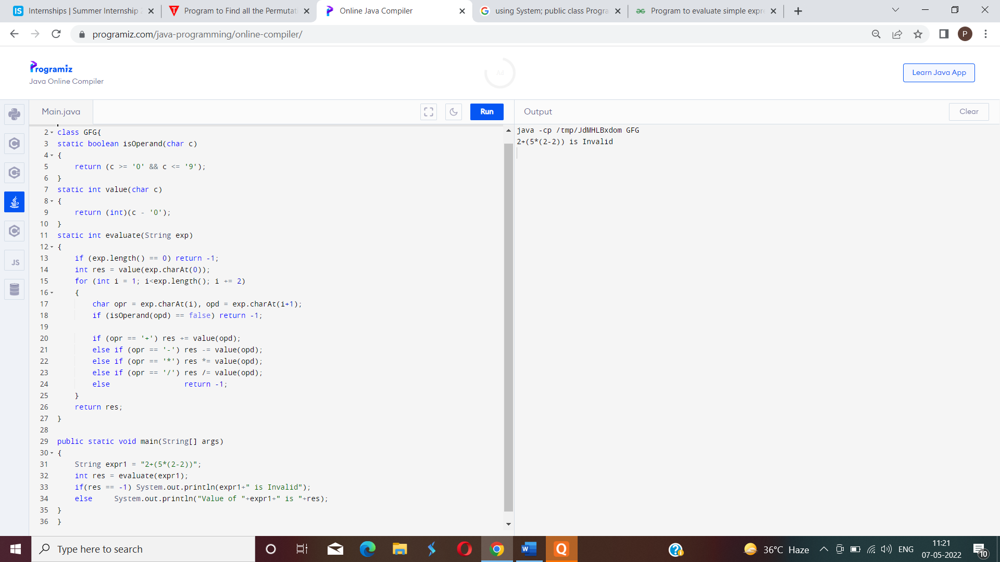 IS Internships | Summer Internship 2
T Program to Find all the Permutati
Online Java Compiler
using System; public class Progra
Program to evaluate simple expre
programiz.com/java-programming/online-compiler/
P
Programiz
Java Online Compiler
Ad
Learn Java App
Main.java
Run
Output
Clear
2 class GFG{
3 static boolean isOperand(char c)
4 {
5     return (c >= '0' && c <= '9');
6 }
7 static int value(char c)
8 {
9     return (int)(c - '0');
10 }
11 static int evaluate(String exp)
12 {
13     if (exp.length() == 0) return -1;
14     int res = value(exp.charAt(0));
15     for (int i = 1; i<exp.length(); i += 2)
16     {
17         char opr = exp.charAt(i), opd = exp.charAt(i+1);
18         if (isOperand(opd) == false) return -1;
19
20         if (opr == '+') res += value(opd);
21         else if (opr == '-') res -= value(opd);
22         else if (opr == '*') res *= value(opd);
23         else if (opr == '/') res /= value(opd);
24         else                 return -1;
25     }
26     return res;
27 }
28
29 public static void main(String[] args)
30 {
31     String expr1 = "2+(5*(2-2))";
32     int res = evaluate(expr1);
33     if(res == -1) System.out.println(expr1+" is Invalid");
34     else     System.out.println("Value of "+expr1+" is "+res);
35 }
36 }
java -cp /tmp/JdMHLBxdom GFG
2+(5*(2-2)) is Invalid
JS
Type here to search
W
Q
36°C Haze
ENG
11:21
07-05-2022
10